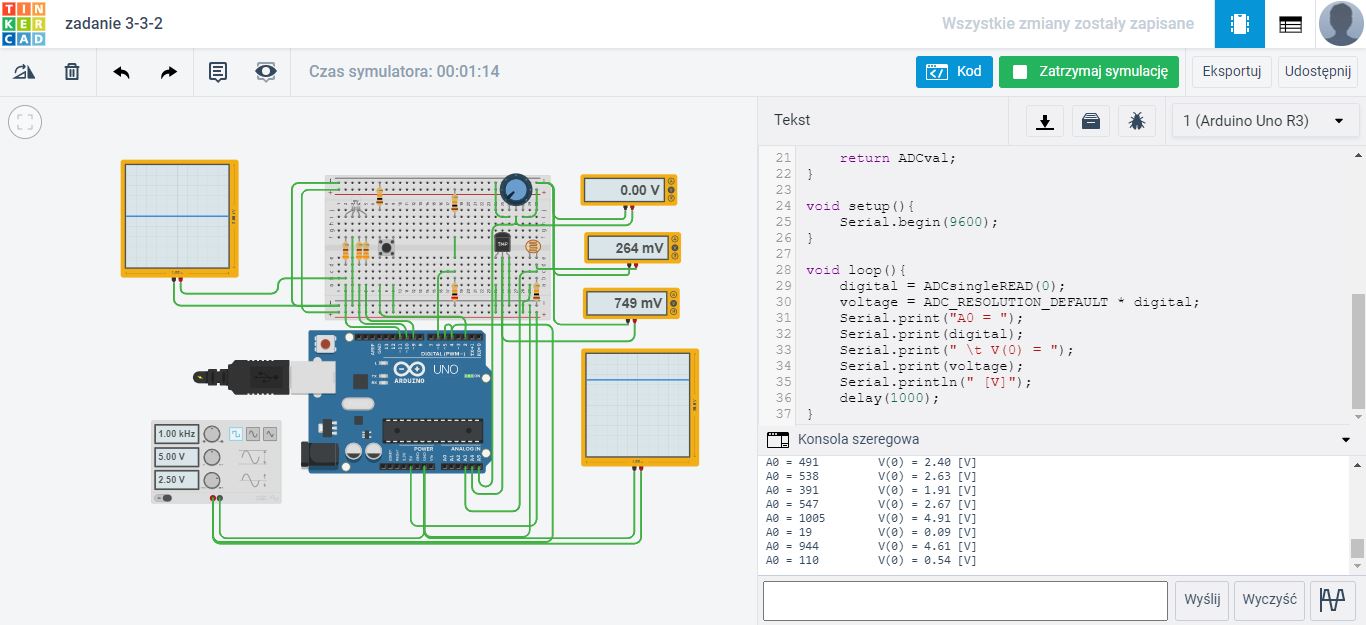 TIN
KER
CAD
zadanie 3-3-2
Wszystkie zmiany zostały zapisane
Czas symulatora: 00:01:14
Kod
Zatrzymaj symulację
Eksportuj
Udostępnij
Tekst
1 (Arduino Uno R3)
21 return ADCval;
22 }
23
24 void setup(){
25 Serial.begin(9600);
26 }
27
28 void loop(){
29 digital = ADCsingleREAD(0);
30 voltage = ADC_RESOLUTION_DEFAULT * digital;
31 Serial.print("A0 = ");
32 Serial.print(digital);
33 Serial.print(" \t V(0) = ");
34 Serial.print(voltage);
35 Serial.println(" [V]");
36 delay(1000);
37 }
0.00 V
264 mV
749 mV
TMP
DIGITAL (PWM~)
UNO
ARDUINO
POWER
ANALOG IN
1.00 kHz
5.00 V
2.50 V
Konsola szeregowa
A0 = 491 V(0) = 2.40 [V]
A0 = 538 V(0) = 2.63 [V]
A0 = 391 V(0) = 1.91 [V]
A0 = 547 V(0) = 2.67 [V]
A0 = 1005 V(0) = 4.91 [V]
A0 = 19 V(0) = 0.09 [V]
A0 = 944 V(0) = 4.61 [V]
A0 = 110 V(0) = 0.54 [V]
Wyślij
Wyczyść